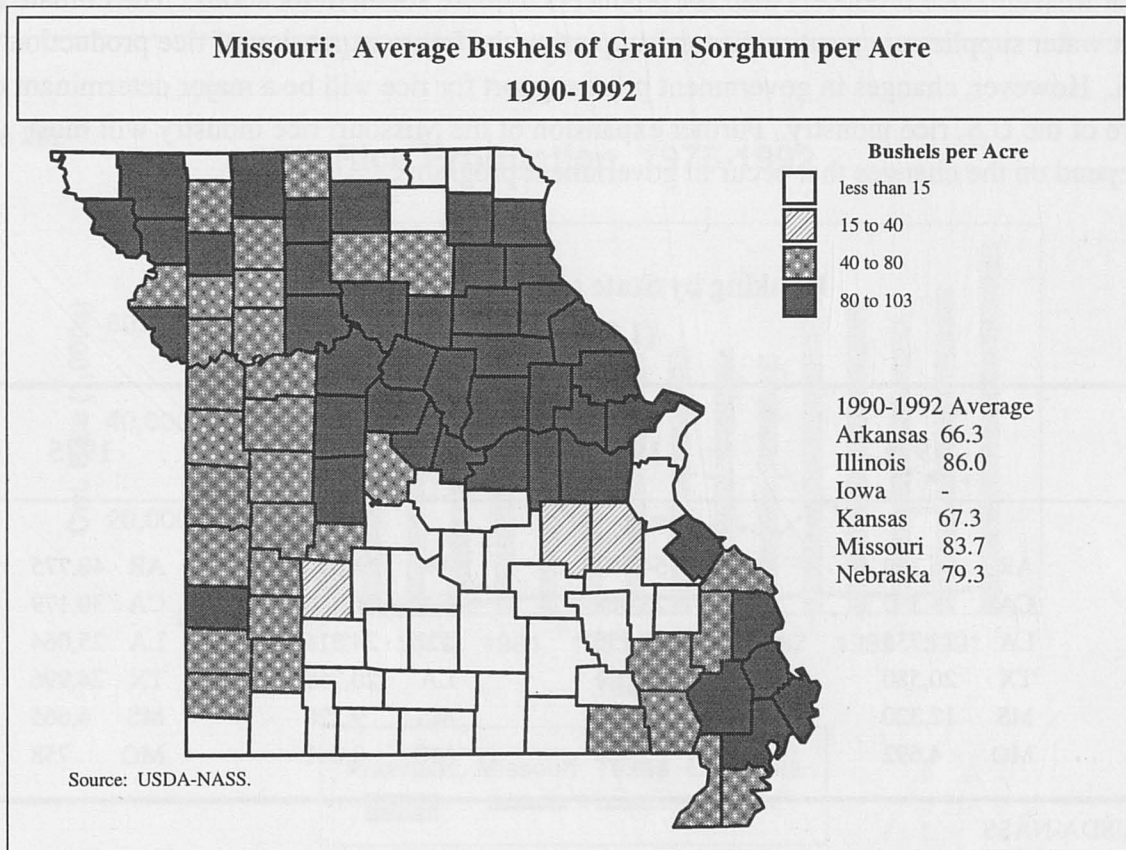 Missouri: Average Bushels of Grain Sorghum per Acre
1990-1992
Bushels per Acre
less than 15
15 to 40
40 to 80
80 to 103
1990-1992 Average
Arkansas 66.3
Illinois 86.0
Iowa -
Kansas 67.3
Missouri 83.7
Nebraska 79.3
Source: USDA-NASS.